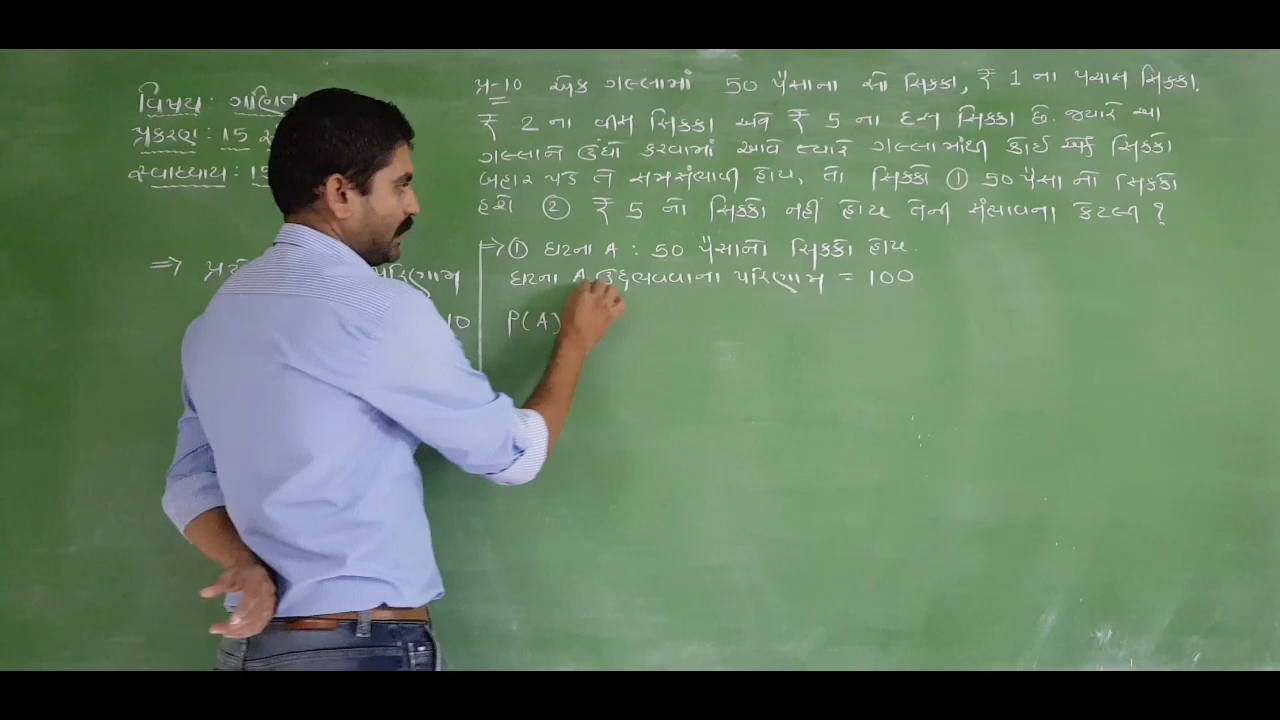 વિષય: ગણિત
પ્રકરણ: 15
સ્વાધ્યાય: 15
પ્ર-10 એક ગલ્લામાં 50 પૈસાના સો સિક્કા, ₹ 1 ના પચાસ સિક્કા.
₹ 2 ના વીસ સિક્કા અને ₹ 5 ના દસ સિક્કા છે. જ્યારે આ
ગલ્લાને ઉંધો કરવામાં આવે ત્યારે ગલ્લામાંથી કોઈ એક સિક્કો
બહાર પડે તે સમસંભાવી હોય, તો સિક્કો ① 50 પૈસા નો સિક્કો
હશે ② ₹ 5 નો સિક્કો નહીં હોય તેની સંભાવના કેટલી ?
⇒
પરિણામ
10
⇒ ① ઘટના A : 50 પૈસાનો સિક્કો હોય.
ઘટના A ઉદ્દભવવાના પરિણામ = 100
P(A)